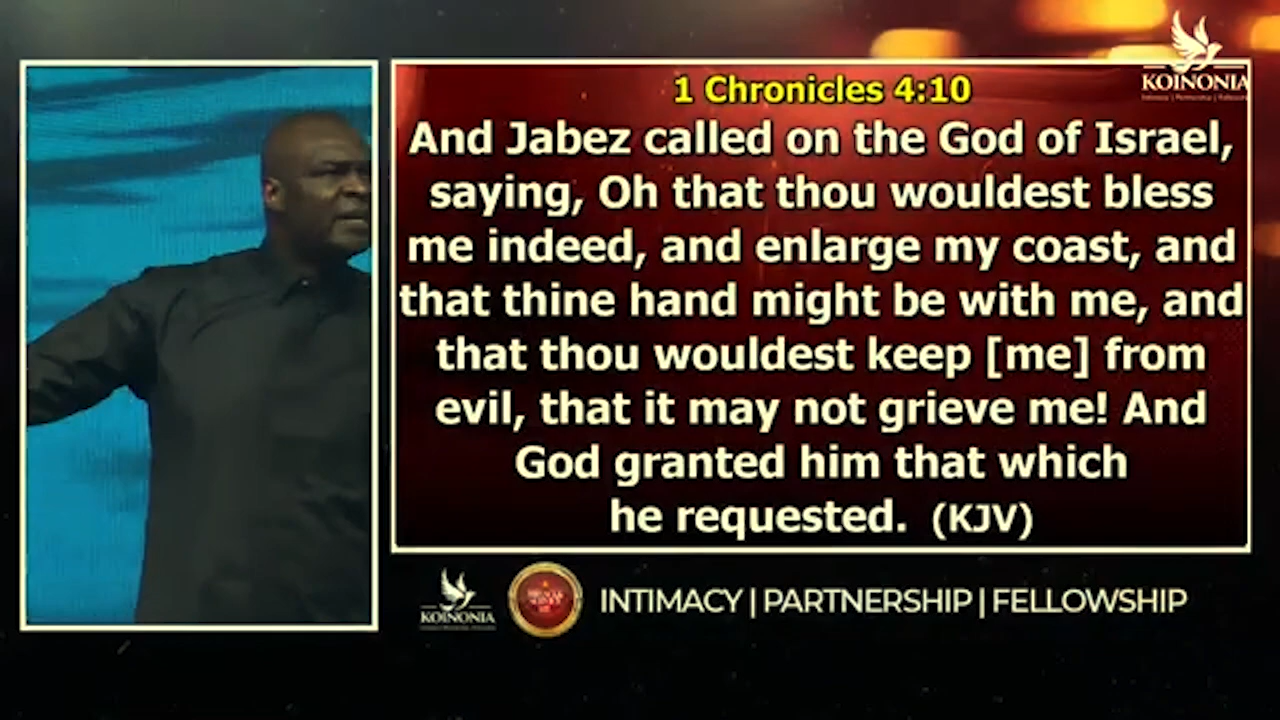 KOINONIA
1 Chronicles 4:10
And Jabez called on the God of Israel,
saying, Oh that thou wouldest bless
me indeed, and enlarge my coast, and
that thine hand might be with me, and
that thou wouldest keep [me] from
evil, that it may not grieve me! And
God granted him that which
he requested. (KJV)
KOINONIA
INTIMACY | PARTNERSHIP | FELLOWSHIP